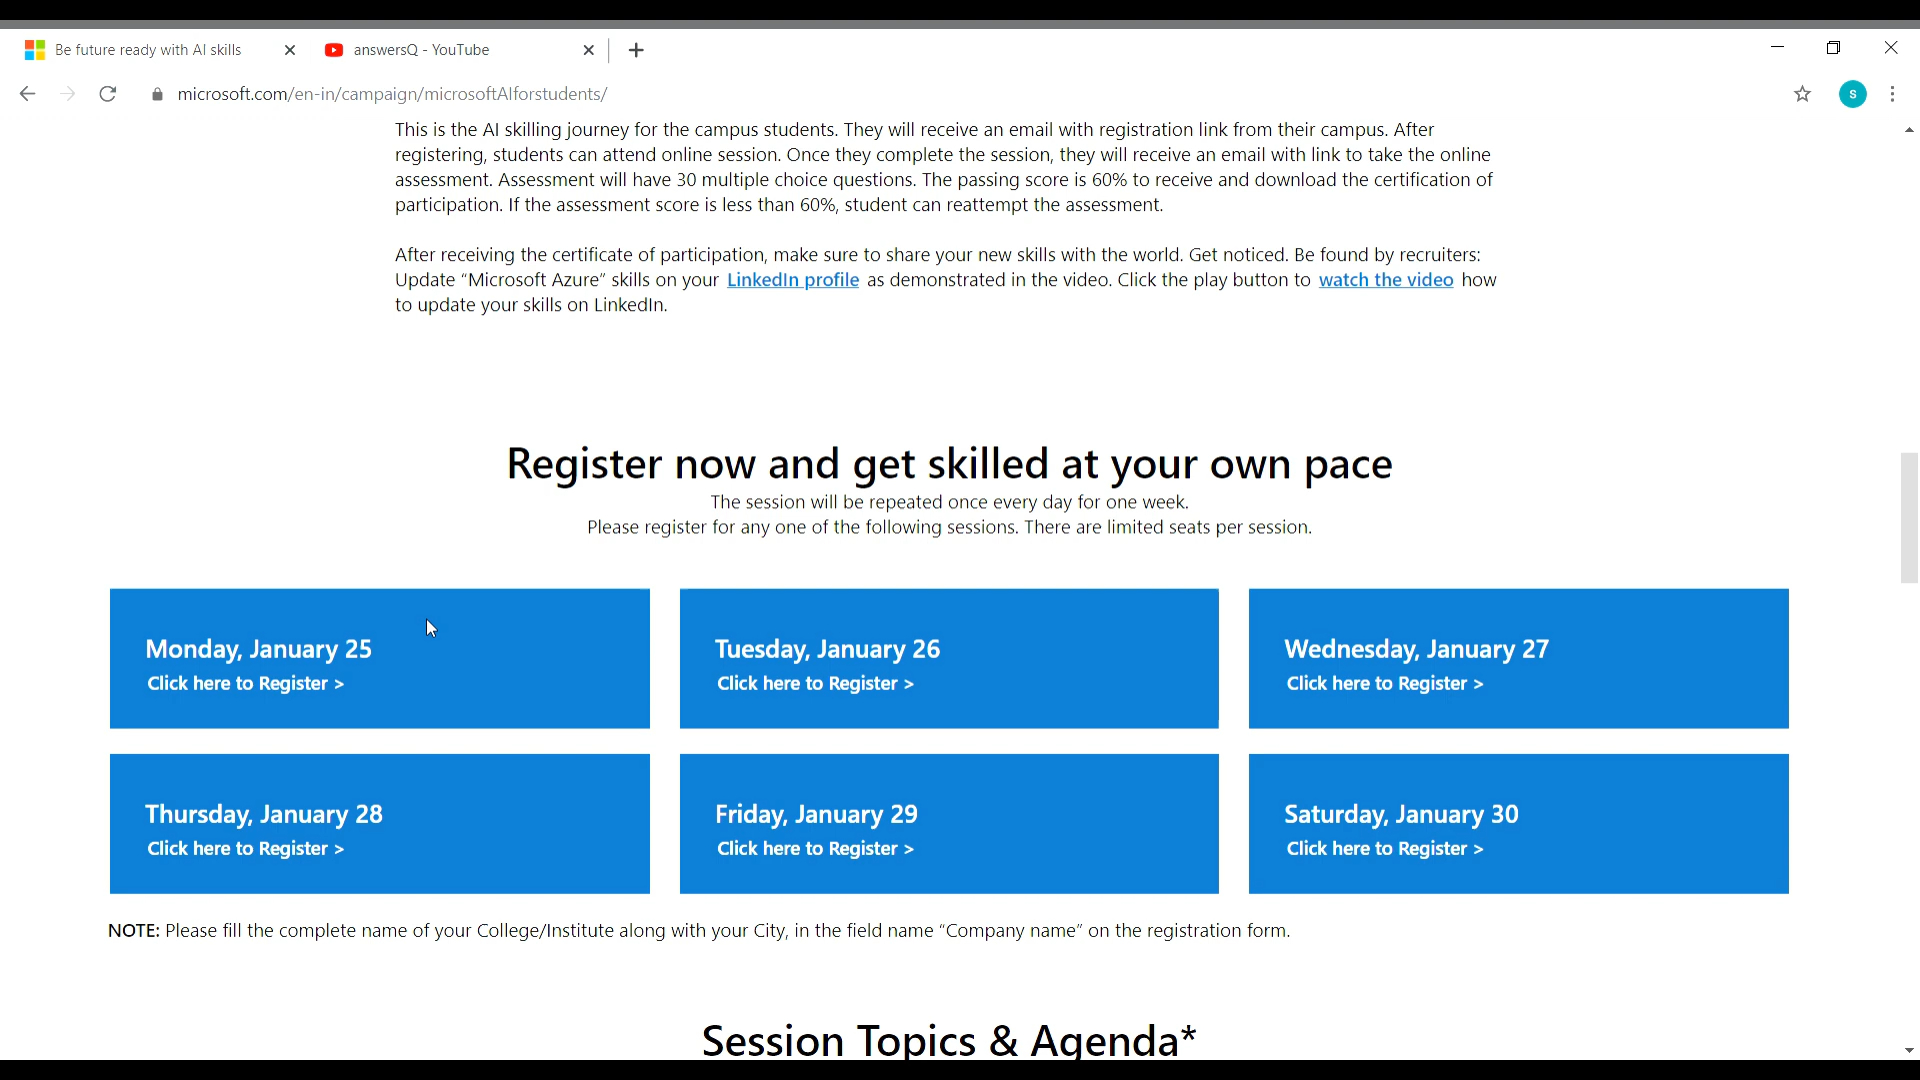 Be future ready with AI skills
answersQ - YouTube
microsoft.com/en-in/campaign/microsoftAIforstudents/
S
This is the AI skilling journey for the campus students. They will receive an email with registration link from their campus. After
registering, students can attend online session. Once they complete the session, they will receive an email with link to take the online
assessment. Assessment will have 30 multiple choice questions. The passing score is 60% to receive and download the certification of
participation. If the assessment score is less than 60%, student can reattempt the assessment.
After receiving the certificate of participation, make sure to share your new skills with the world. Get noticed. Be found by recruiters:
Update “Microsoft Azure” skills on your LinkedIn profile as demonstrated in the video. Click the play button to watch the video how
to update your skills on LinkedIn.
Register now and get skilled at your own pace
The session will be repeated once every day for one week.
Please register for any one of the following sessions. There are limited seats per session.
Monday, January 25
Click here to Register >
Tuesday, January 26
Click here to Register >
Wednesday, January 27
Click here to Register >
Thursday, January 28
Click here to Register >
Friday, January 29
Click here to Register >
Saturday, January 30
Click here to Register >
NOTE: Please fill the complete name of your College/Institute along with your City, in the field name “Company name” on the registration form.
Session Topics & Agenda*